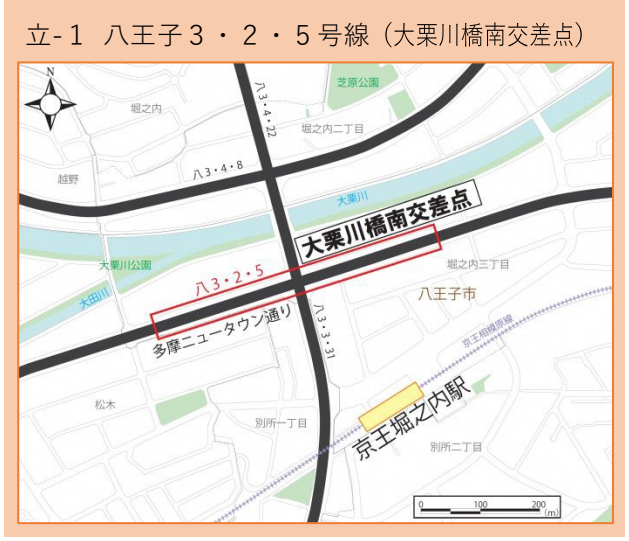 立-1 八王子3・2・5号線（大栗川橋南交差点）
N
芝原公園
堀之内
八3・4・22
堀之内二丁目
八3・4・8
越野
大栗川
大栗川橋南交差点
大栗川公園
堀之内三丁目
八3・2・5
八王子市
大田川
八3・3・31
多摩ニュータウン通り
京王相模原線
松木
京王堀之内駅
別所一丁目
別所二丁目
0 100 200
(m)